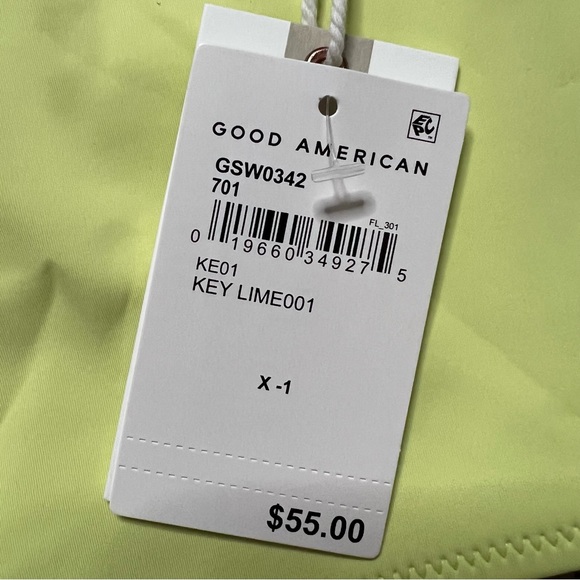 GOOD AMERICAN
GSW0342
701
FL_301
0 19660 34927 5
KE01
KEY LIME001
X -1
$55.00